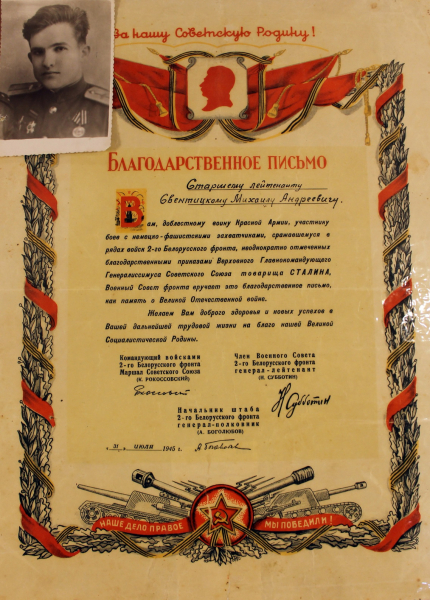 За нашу Советскую Родину!
БЛАГОДАРСТВЕННОЕ ПИСЬМО
Старшему лейтенанту
Свентицкому Михаилу Андреевичу.
Вам, доблестному воину Красной Армии, участнику
боев с немецко-фашистскими захватчиками, сражавшемуся в
рядах войск 2-го Белорусского фронта, неоднократно отмеченных
благодарственными приказами Верховного Главнокомандующего
Генералиссимуса Советского Союза товарища СТАЛИНА,
Военный Совет фронта вручает это благодарственное письмо,
как память о Великой Отечественной войне.
Желаем Вам доброго здоровья и новых успехов в
Вашей дальнейшей трудовой жизни на благо нашей Великой
Социалистической Родины.
Командующий войсками
2-го Белорусского фронта
Маршал Советского Союза
(К. РОКОССОВСКИЙ)
Член Военного Совета
2-го Белорусского фронта
генерал-лейтенант
(Н. СУББОТИН)
Н Субботин
Начальник штаба
2-го Белорусского фронта
генерал-полковник
(А. БОГОЛЮБОВ)
"31" ИЮЛЯ 1945 г.
НАШЕ ДЕЛО ПРАВОЕ
МЫ ПОБЕДИЛИ!